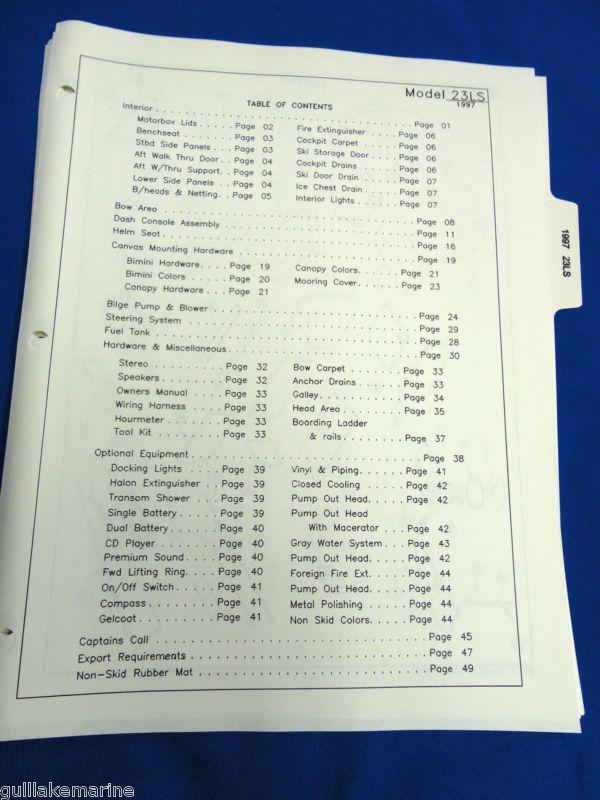 Model 23LS
1997
TABLE OF CONTENTS
Interior . . . . . . . . . . . . . . . . . . . . . . . . . . . . Page 01
Motorbox Lids . . . . . Page 02
Benchseat . . . . . . . . Page 03
Stbd Side Panels . . . . Page 03
Aft Walk Thru Door. . . Page 04
Aft W/Thru Support. . . Page 04
Lower Side Panels . . . Page 04
B/heads & Netting. . . Page 05
Fire Extinguisher . . . . Page 06
Cockpit Carpet . . . . . Page 06
Ski Storage Door . . . . Page 06
Cockpit Drains . . . . . Page 06
Ski Door Drain . . . . . Page 07
Ice Chest Drain . . . . . Page 07
Interior Lights . . . . . . Page 07
Bow Area . . . . . . . . . . . . . . . . . . . . . . . . . . . Page 08
Dash Console Assembly . . . . . . . . . . . . . . . . . . . . Page 11
Helm Seat. . . . . . . . . . . . . . . . . . . . . . . . . . . Page 16
Canvas Mounting Hardware . . . . . . . . . . . . . . . . . . Page 19
Bimini Hardware. . . . Page 19
Bimini Colors . . . . . Page 20
Canopy Hardware . . . Page 21
Canopy Colors. . . . . . Page 21
Mooring Cover. . . . . . Page 23
Bilge Pump & Blower . . . . . . . . . . . . . . . . . . . . . Page 24
Steering System . . . . . . . . . . . . . . . . . . . . . . . Page 29
Fuel Tank . . . . . . . . . . . . . . . . . . . . . . . . . . Page 28
Hardware & Miscellaneous. . . . . . . . . . . . . . . . . . . Page 30
Stereo . . . . . . . . . . Page 32
Speakers. . . . . . . . . Page 32
Owners Manual . . . . Page 33
Wiring Harness . . . . Page 33
Hourmeter . . . . . . . Page 33
Tool Kit . . . . . . . . Page 33
Bow Carpet . . . . . . . Page 33
Anchor Drains . . . . . . Page 33
Galley. . . . . . . . . . . Page 34
Head Area . . . . . . . . Page 35
Boarding Ladder
& rails. . . . . . . . Page 37
Optional Equipment. . . . . . . . . . . . . . . . . . . . . . Page 38
Docking Lights . . . . Page 39
Halon Extinguisher . . Page 39
Transom Shower . . . Page 39
Single Battery. . . . . Page 39
Dual Battery. . . . . . Page 40
CD Player . . . . . . . Page 40
Premium Sound. . . . Page 40
Fwd Lifting Ring. . . . Page 40
On/Off Switch. . . . . Page 41
Compass. . . . . . . . Page 41
Gelcoat . . . . . . . . Page 41
Vinyl & Piping. . . . . . Page 41
Closed Cooling . . . . . Page 42
Pump Out Head. . . . . Page 42
Pump Out Head
With Macerator . . . Page 42
Gray Water System . . . Page 43
Pump Out Head. . . . . Page 42
Foreign Fire Ext. . . . . Page 44
Pump Out Head. . . . . Page 44
Metal Polishing . . . . . Page 44
Non Skid Colors. . . . . Page 44
Captains Call . . . . . . . . . . . . . . . . . . . . . . . . . Page 45
Export Requirements . . . . . . . . . . . . . . . . . . . . . Page 47
Non-Skid Rubber Mat . . . . . . . . . . . . . . . . . . . . . Page 49
1997 23LS
gulllakemarine